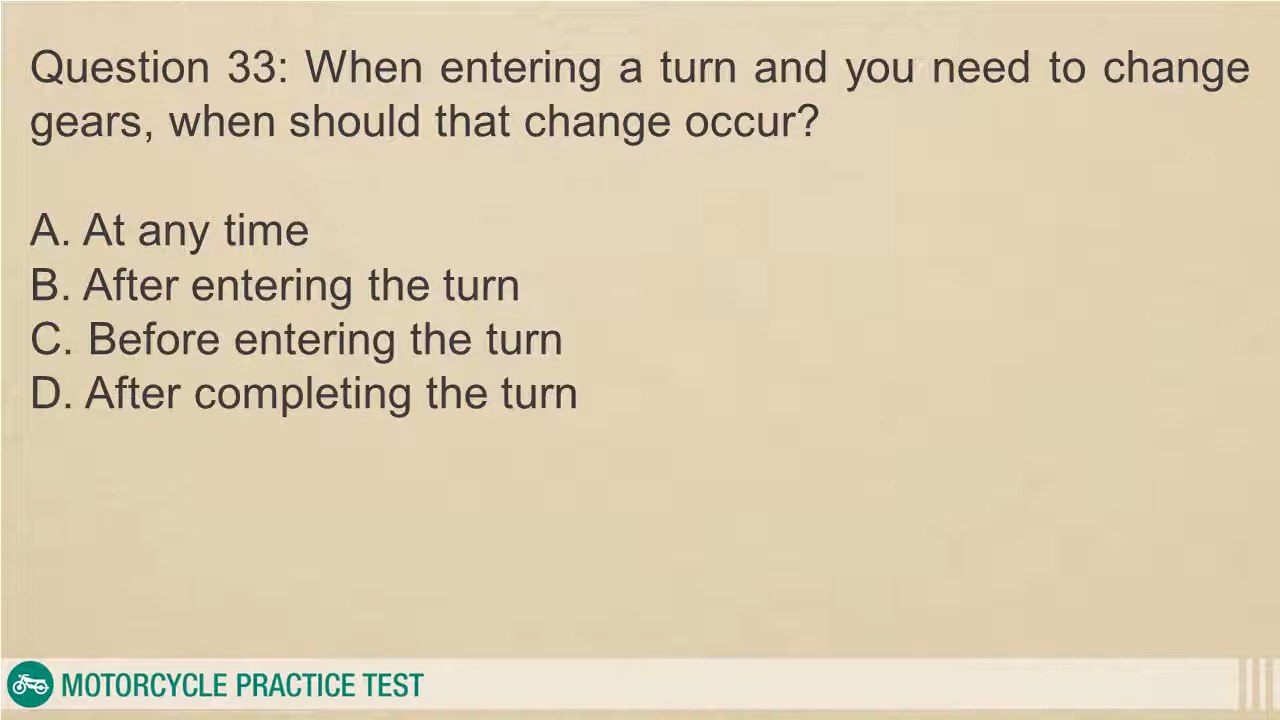 Question 33: When entering a turn and you need to change
gears, when should that change occur?
A. At any time
B. After entering the turn
C. Before entering the turn
D. After completing the turn
MOTORCYCLE PRACTICE TEST